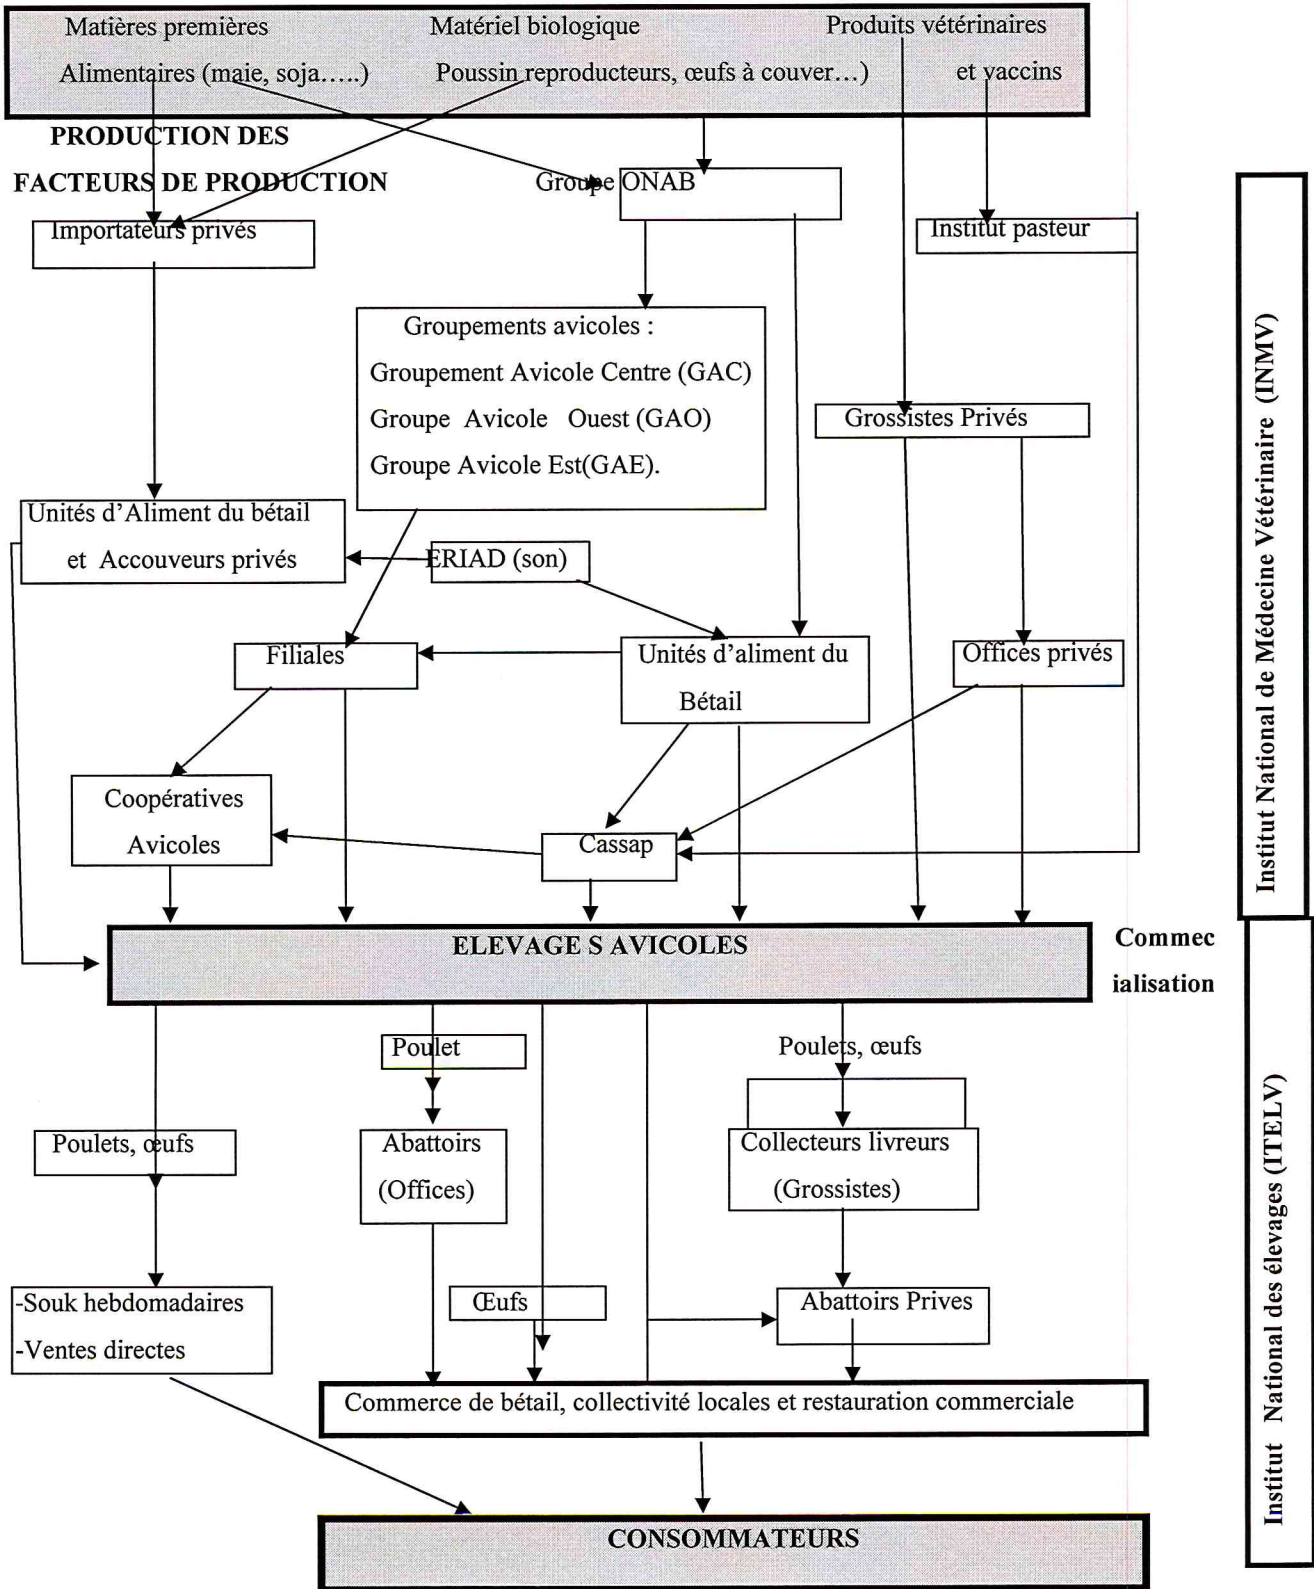 Matières premières Matériel biologique Produits vétérinaires
Alimentaires (maie, soja…..) Poussin reproducteurs, œufs à couver…) et vaccins
PRODUCTION DES
FACTEURS DE PRODUCTION
Groupe ONAB
Importateurs privés
Institut pasteur
Groupements avicoles :
Groupement Avicole Centre (GAC)
Groupe Avicole Ouest (GAO)
Groupe Avicole Est(GAE).
Grossistes Privés
Unités d’Aliment du bétail
et Accouveurs privés
ERIAD (son)
Filiales
Unités d’aliment du
Bétail
Offices privés
Coopératives
Avicoles
Cassap
Institut National de Médecine Vétérinaire (INMV)
ELEVAGE S AVICOLES
Commec
ialisation
Poulet
Poulets, œufs
Poulets, œufs
Abattoirs
(Offices)
Collecteurs livreurs
(Grossistes)
-Souk hebdomadaires
-Ventes directes
Œufs
Abattoirs Prives
Commerce de bétail, collectivité locales et restauration commerciale
CONSOMMATEURS
Institut National des élevages (ITELV)